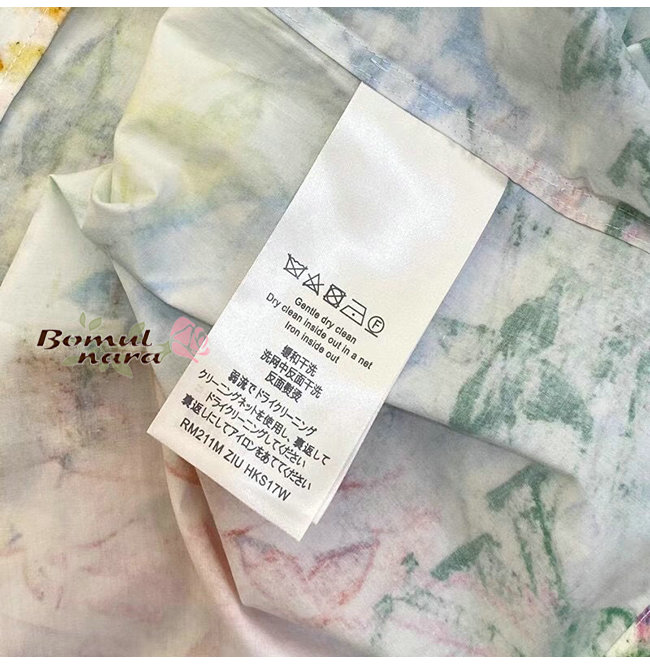 Bomul
nara
Gentle dry clean
Dry clean inside out in a net
Iron inside out
缓和干洗
洗网中反面干洗
反面製烫
弱流でドライクリーニング
クリーニングネットを使用し、裏返して
ドライクリーニングしてください
裏返しにしてアイロンをあててください
RM211M ZIU HKS17W